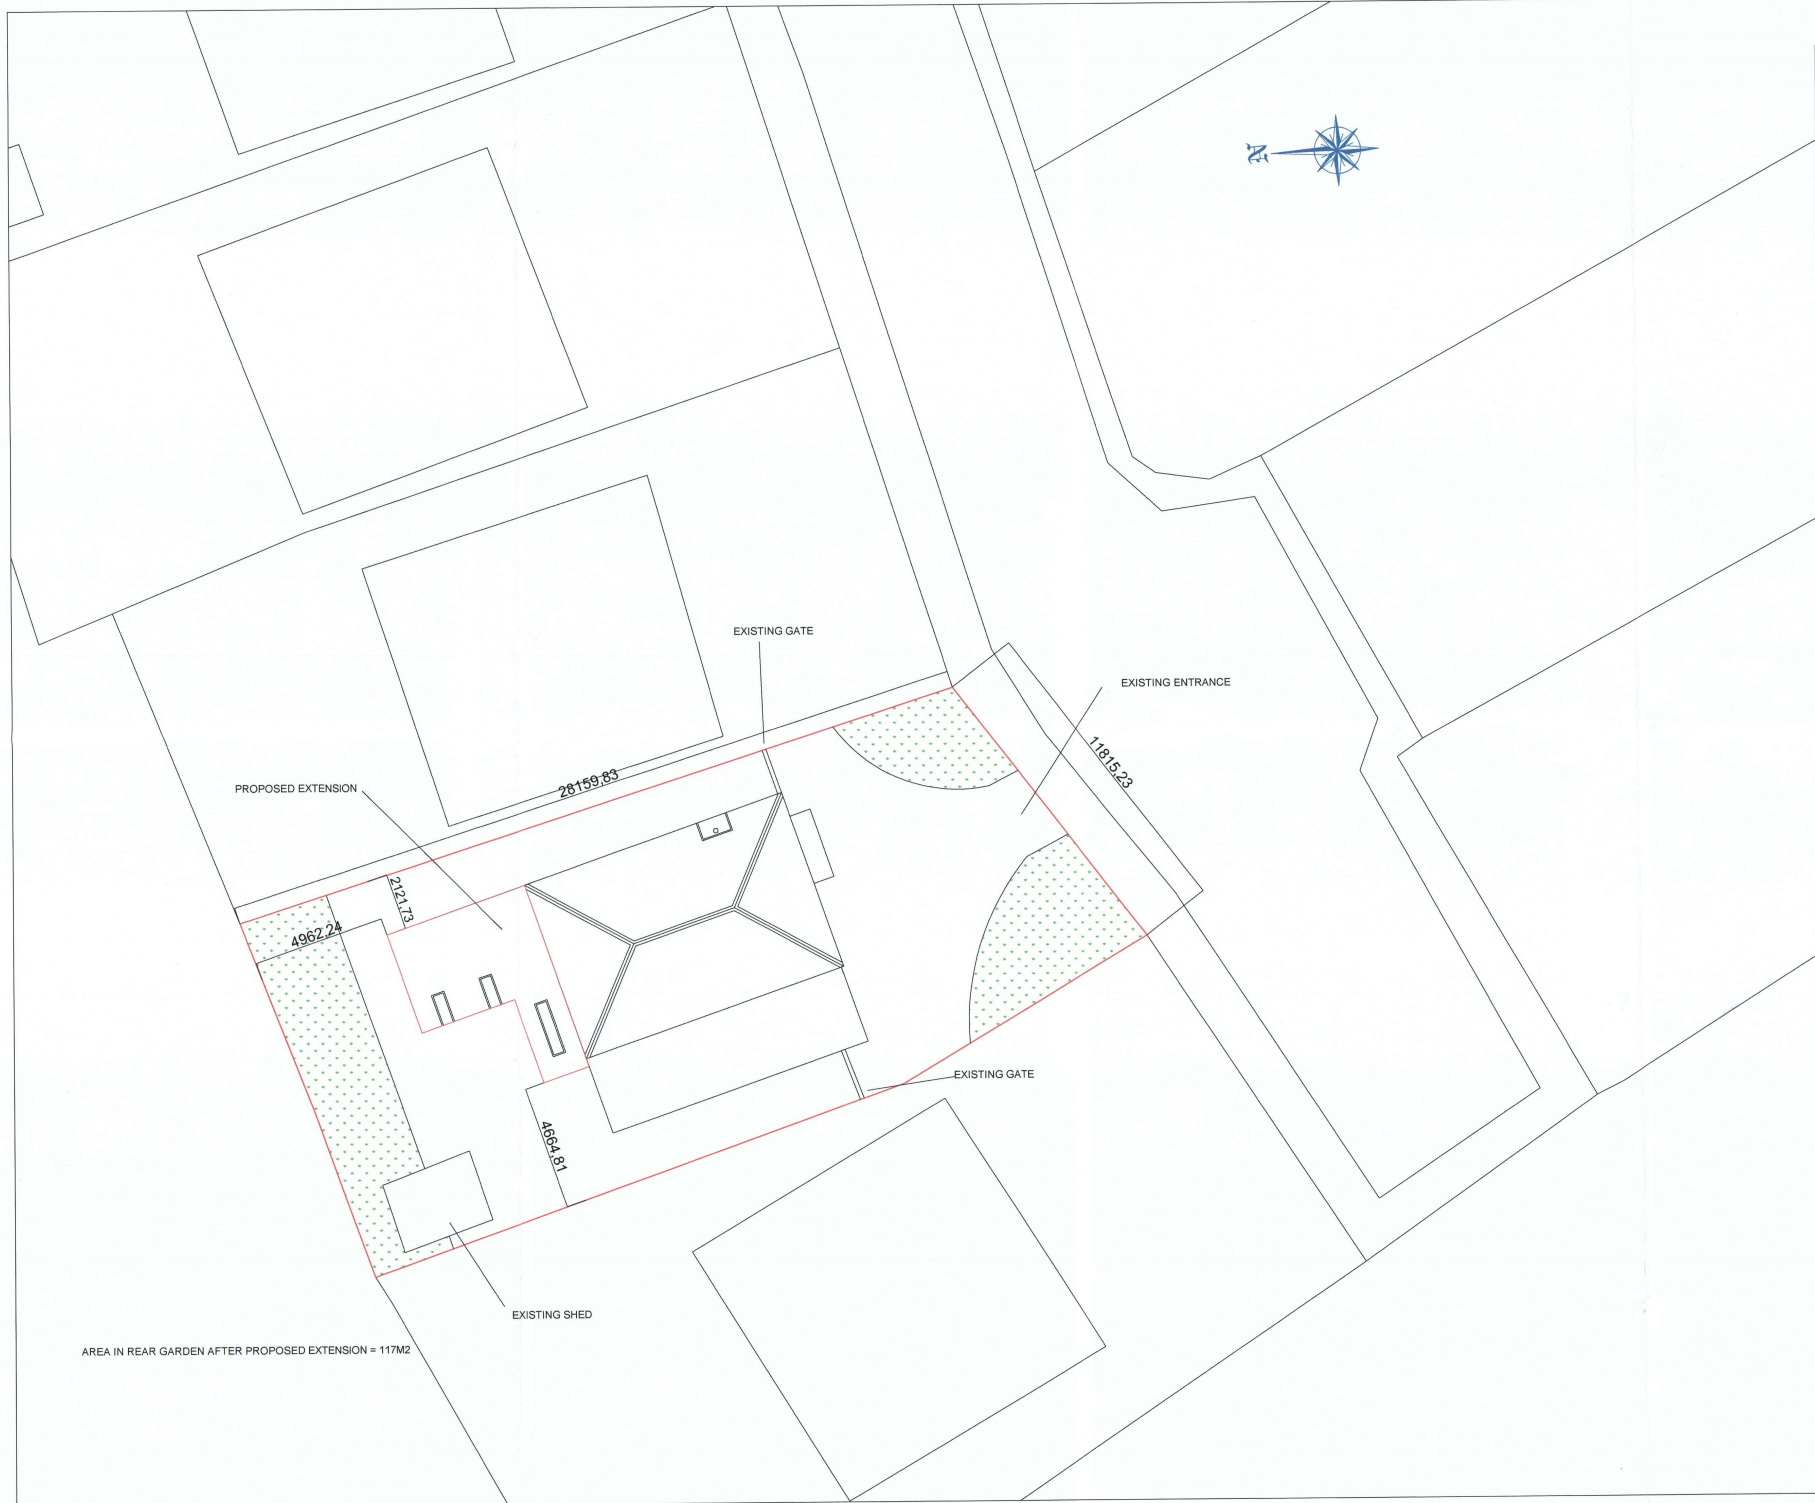 N
EXISTING GATE
EXISTING ENTRANCE
11815,23
28159,83
PROPOSED EXTENSION
2121,73
4962,24
EXISTING GATE
4664,81
EXISTING SHED
AREA IN REAR GARDEN AFTER PROPOSED EXTENSION = 117M2